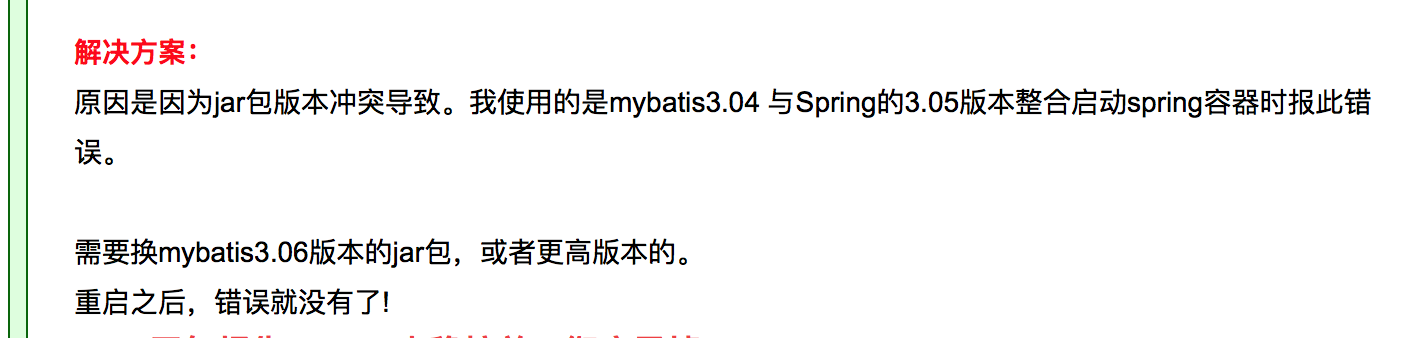 解决方案：
原因是因为jar包版本冲突导致。我使用的是mybatis3.04 与Spring的3.05版本整合启动spring容器时报此错
误。
需要换mybatis3.06版本的jar包，或者更高版本的。
重启之后，错误就没有了!